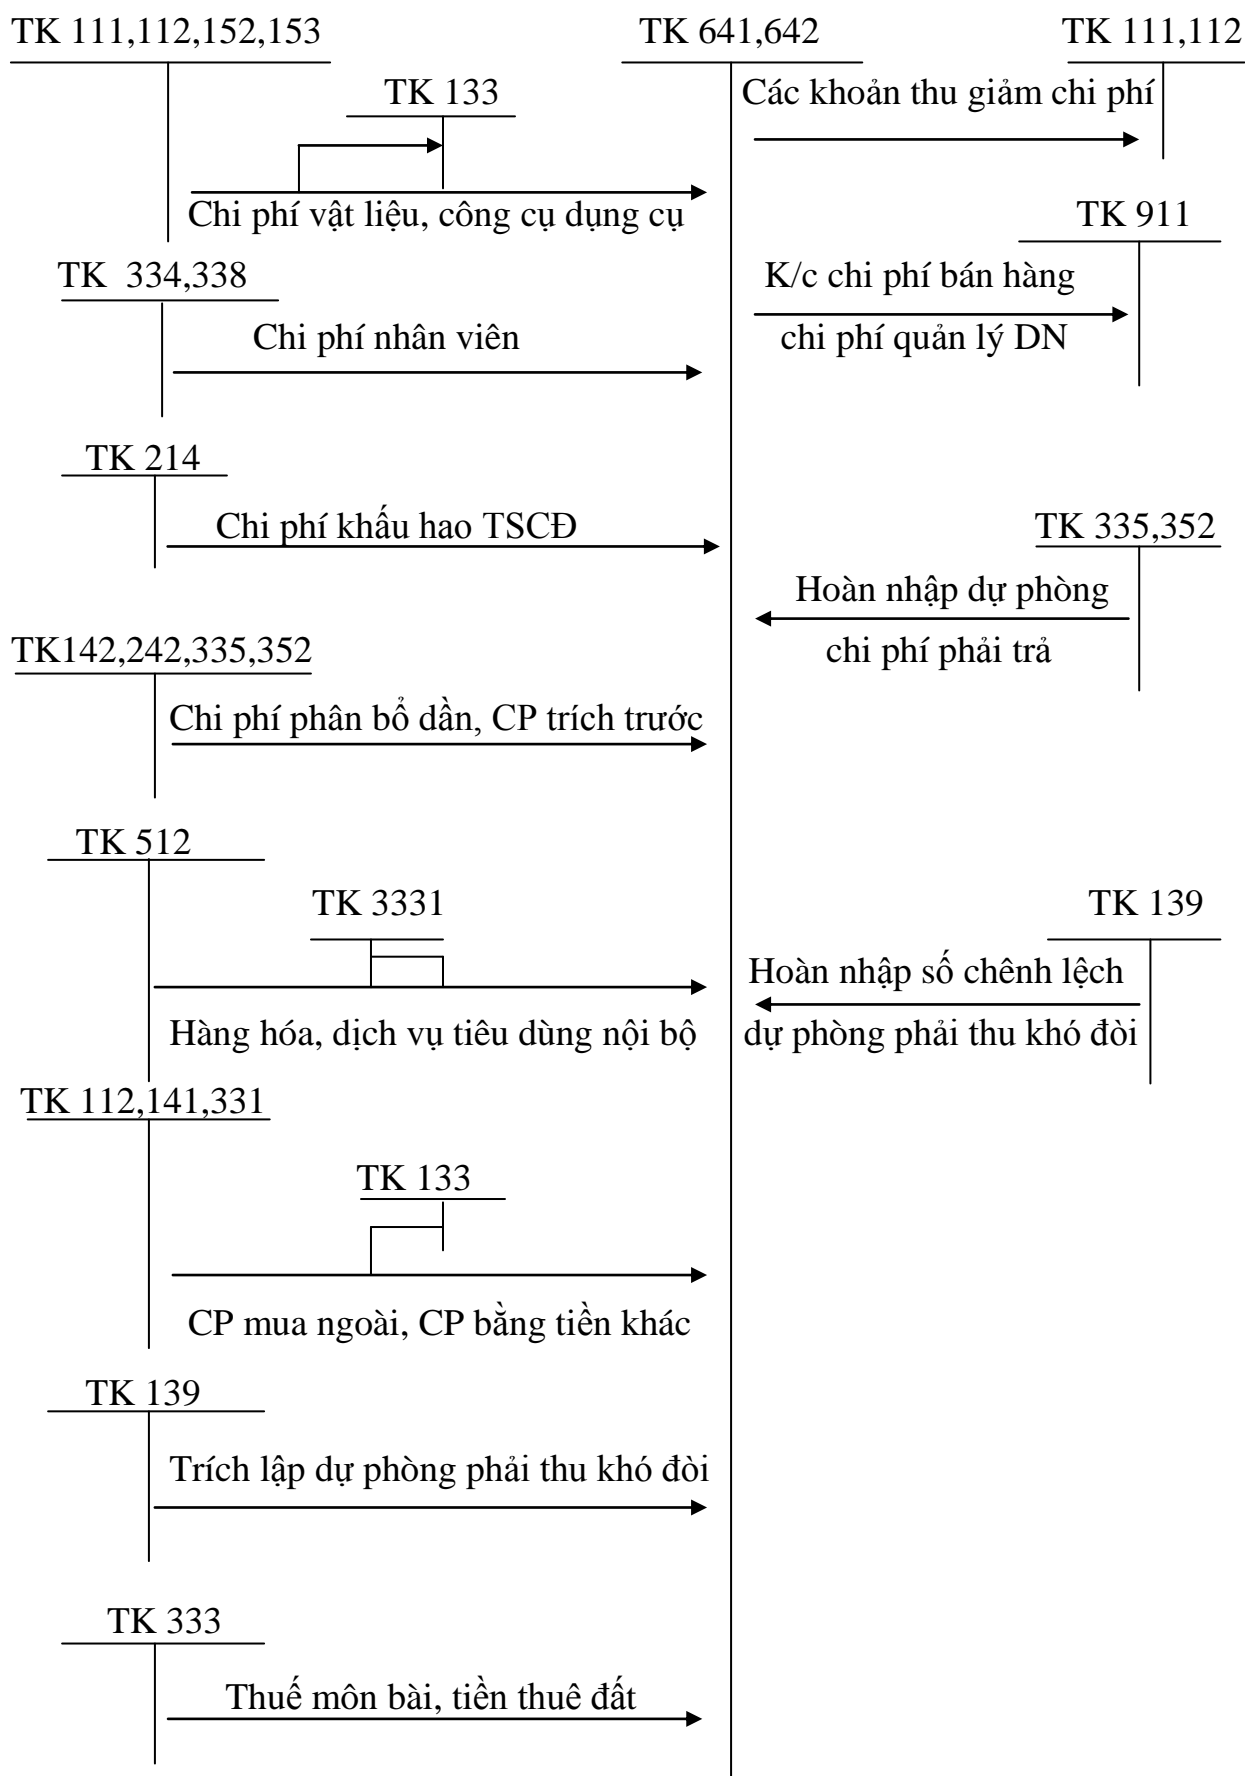 TK 111,112,152,153
TK 641,642
TK 111,112
TK 133
Các khoản thu giảm chi phí
Chi phí vật liệu, công cụ dụng cụ
TK 911
TK 334,338
K/c chi phí bán hàng
Chi phí nhân viên
chi phí quản lý DN
TK 214
Chi phí khấu hao TSCĐ
TK 335,352
Hoàn nhập dự phòng
TK142,242,335,352
chi phí phải trả
Chi phí phân bổ dần, CP trích trước
TK 512
TK 3331
TK 139
Hoàn nhập số chênh lệch
Hàng hóa, dịch vụ tiêu dùng nội bộ
dự phòng phải thu khó đòi
TK 112,141,331
TK 133
CP mua ngoài, CP bằng tiền khác
TK 139
Trích lập dự phòng phải thu khó đòi
TK 333
Thuế môn bài, tiền thuê đất